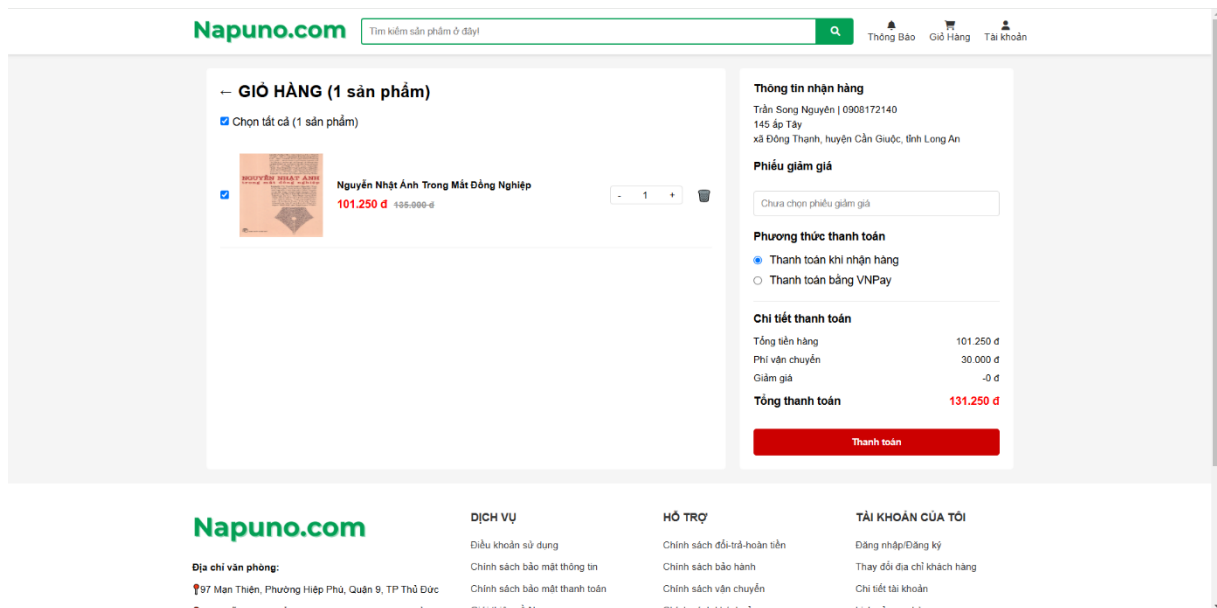 Napuno.com
Tìm kiếm sản phẩm ở đây!
Thông Báo
Giỏ Hàng
Tài khoản
← GIỎ HÀNG (1 sản phẩm)
Chọn tất cả (1 sản phẩm)
NGUYỄN NHẬT ÁNH
trong mắt đồng nghiệp
Nguyễn Nhật Ánh Trong Mắt Đồng Nghiệp
101.250 đ 135.000 đ
- 1 +
Thông tin nhận hàng
Trần Song Nguyên | 0908172140
145 ấp Tây
xã Đông Thạnh, huyện Cần Giuộc, tỉnh Long An
Phiếu giảm giá
Chưa chọn phiếu giảm giá
Phương thức thanh toán
Thanh toán khi nhận hàng
Thanh toán bằng VNPay
Chi tiết thanh toán
Tổng tiền hàng 101.250 đ
Phí vận chuyển 30.000 đ
Giảm giá -0 đ
Tổng thanh toán 131.250 đ
Thanh toán
Napuno.com
Địa chỉ văn phòng:
97 Man Thiện, Phường Hiệp Phú, Quận 9, TP Thủ Đức
DỊCH VỤ
Điều khoản sử dụng
Chính sách bảo mật thông tin
Chính sách bảo mật thanh toán
HỖ TRỢ
Chính sách đổi-trả-hoàn tiền
Chính sách bảo hành
Chính sách vận chuyển
TÀI KHOẢN CỦA TÔI
Đăng nhập/Đăng ký
Thay đổi địa chỉ khách hàng
Chi tiết tài khoản